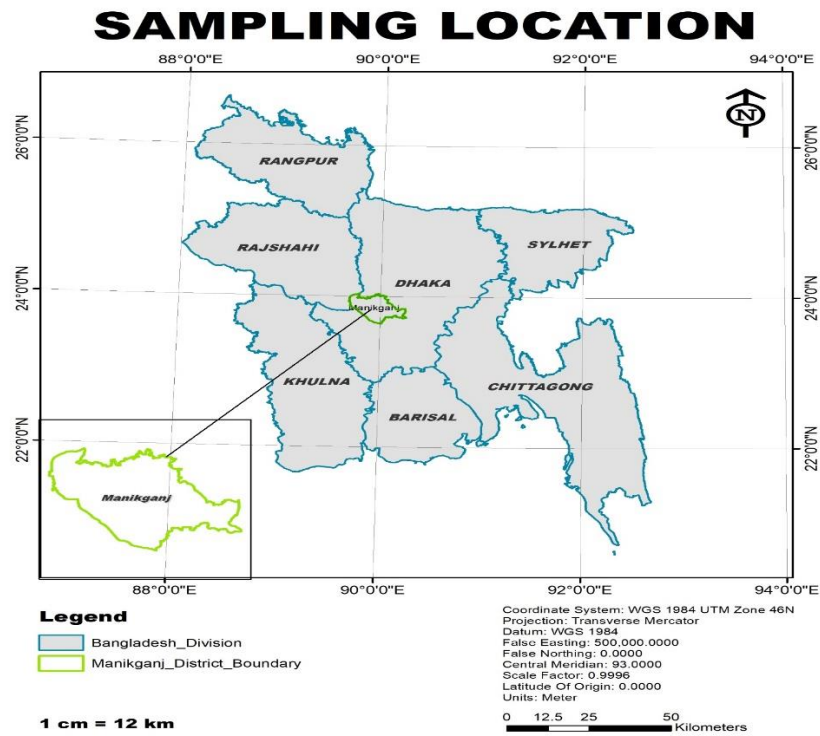 SAMPLING LOCATION
88°0'0"E 90°0'0"E 92°0'0"E 94°0'0"E
26°0'0"N 26°0'0"N
N
RANGPUR
RAJSHAHI
SYLHET
DHAKA
24°0'0"N 24°0'0"N
Manikganj
KHULNA
CHITTAGONG
BARISAL
22°0'0"N 22°0'0"N
Manikganj
88°0'0"E 90°0'0"E 92°0'0"E 94°0'0"E
Legend
Bangladesh_Division
Manikganj_District_Boundary
1 cm = 12 km
Coordinate System: WGS 1984 UTM Zone 46N
Projection: Transverse Mercator
Datum: WGS 1984
False Easting: 500,000.0000
False Northing: 0.0000
Central Meridian: 93.0000
Scale Factor: 0.9996
Latitude Of Origin: 0.0000
Units: Meter
0 12.5 25 50
Kilometers